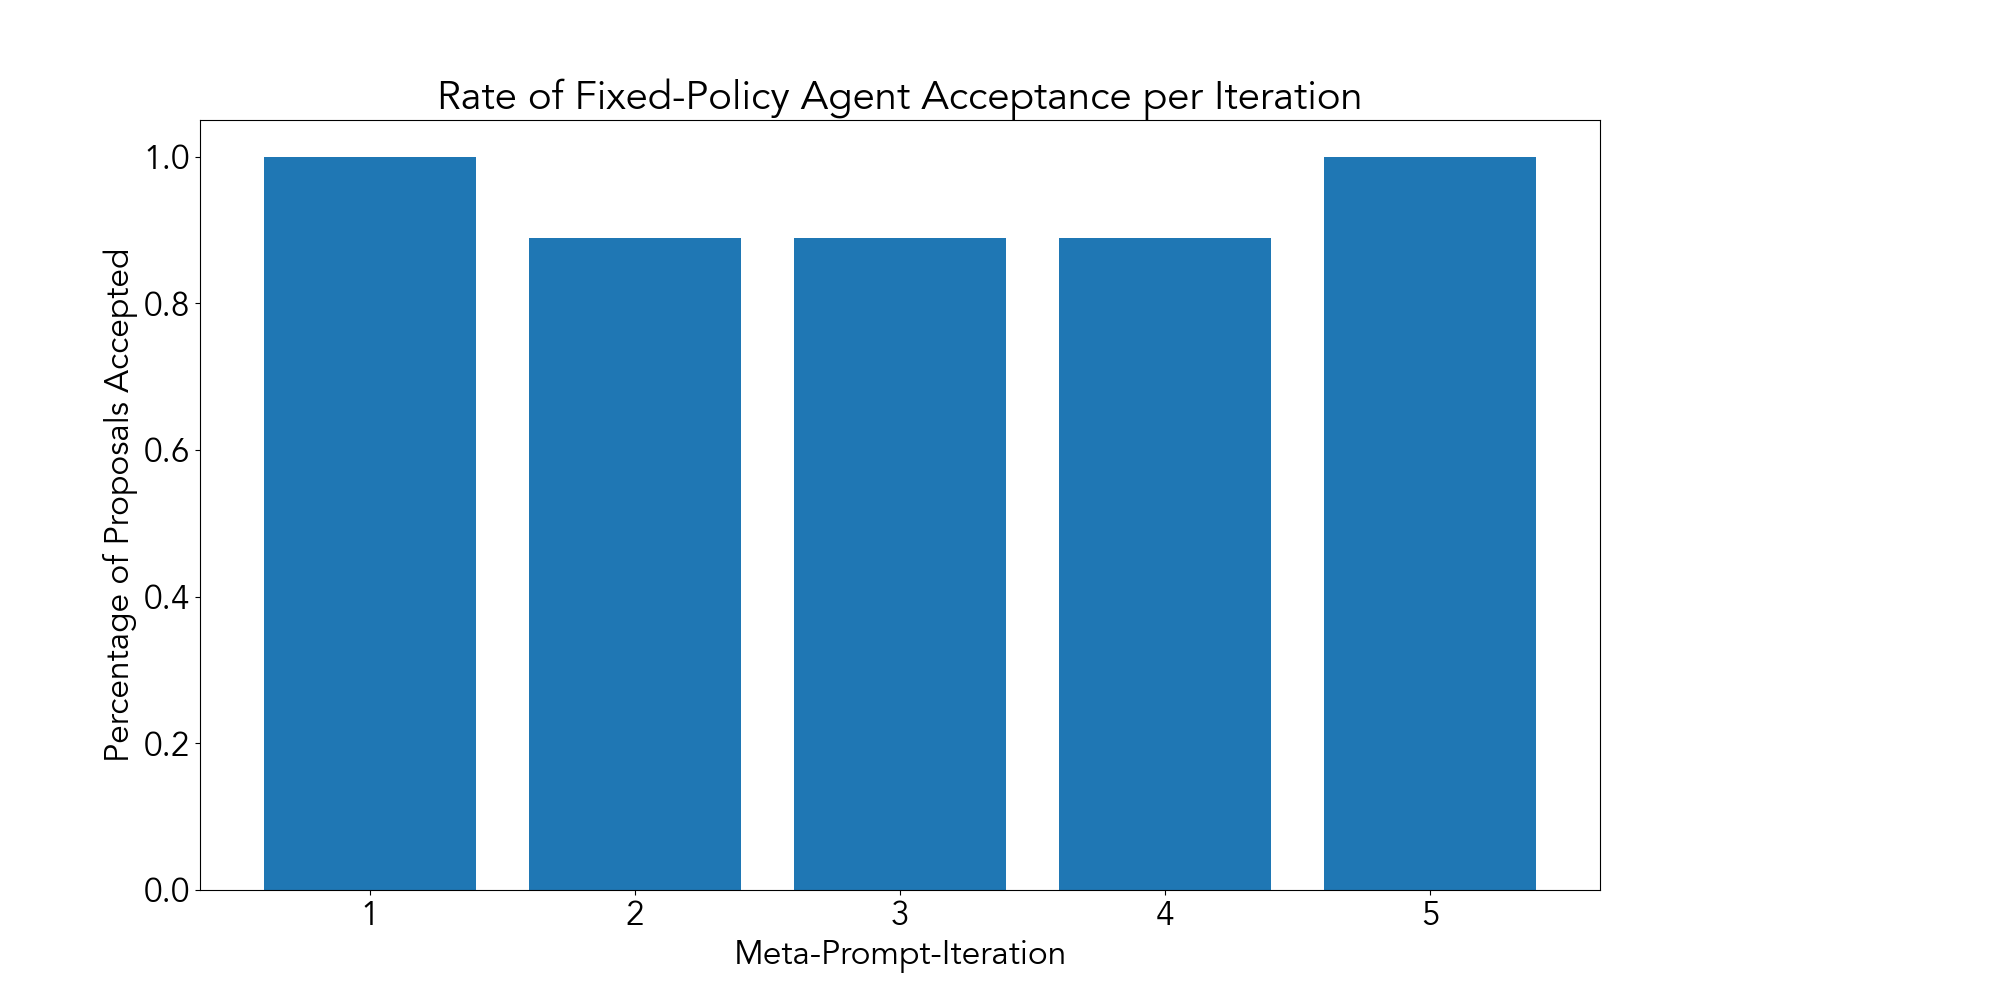 Rate of Fixed-Policy Agent Acceptance per Iteration
Percentage of Proposals Accepted
1.0
0.8
0.6
0.4
0.2
0.0
1 2 3 4 5
Meta-Prompt-Iteration